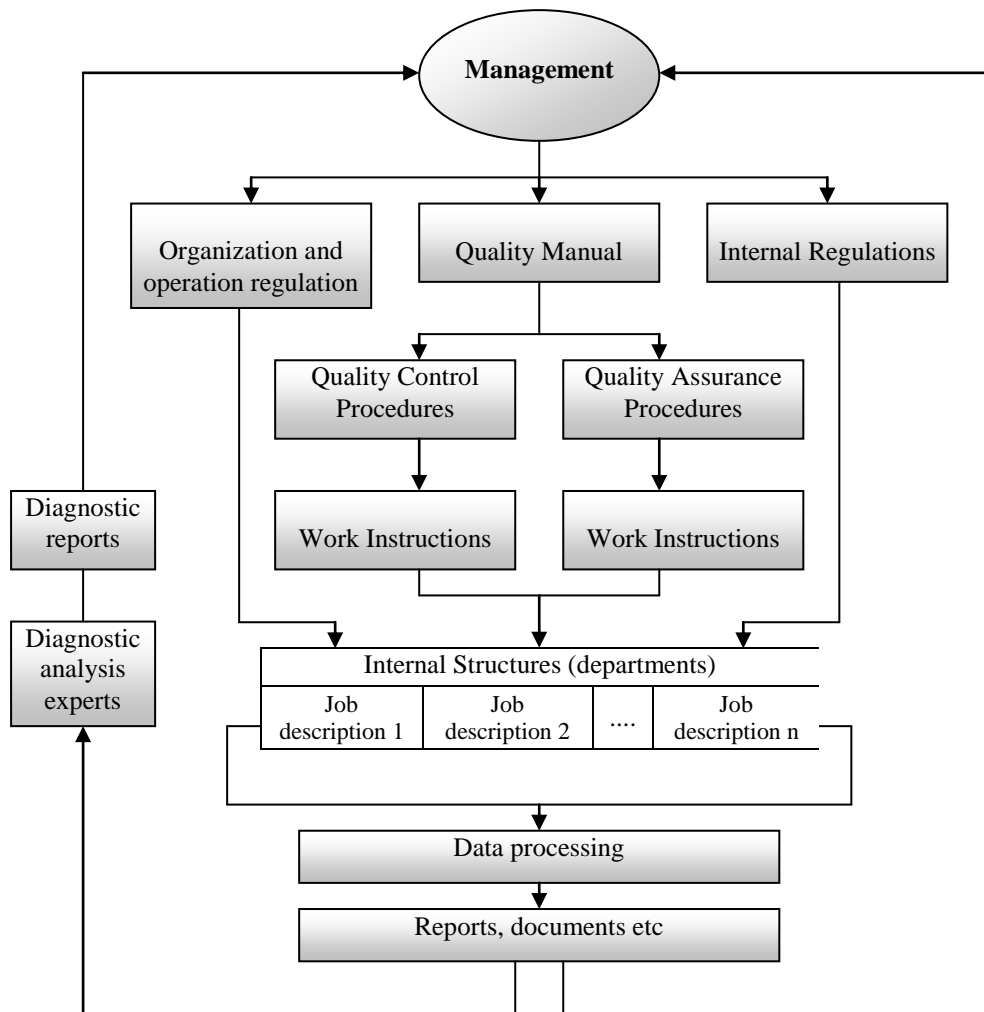 Management
Organization and
operation regulation
Quality Manual
Internal Regulations
Quality Control
Procedures
Quality Assurance
Procedures
Diagnostic
reports
Work Instructions
Work Instructions
Diagnostic
analysis
experts
Internal Structures (departments)
Job
description 1
Job
description 2
....
Job
description n
Data processing
Reports, documents etc